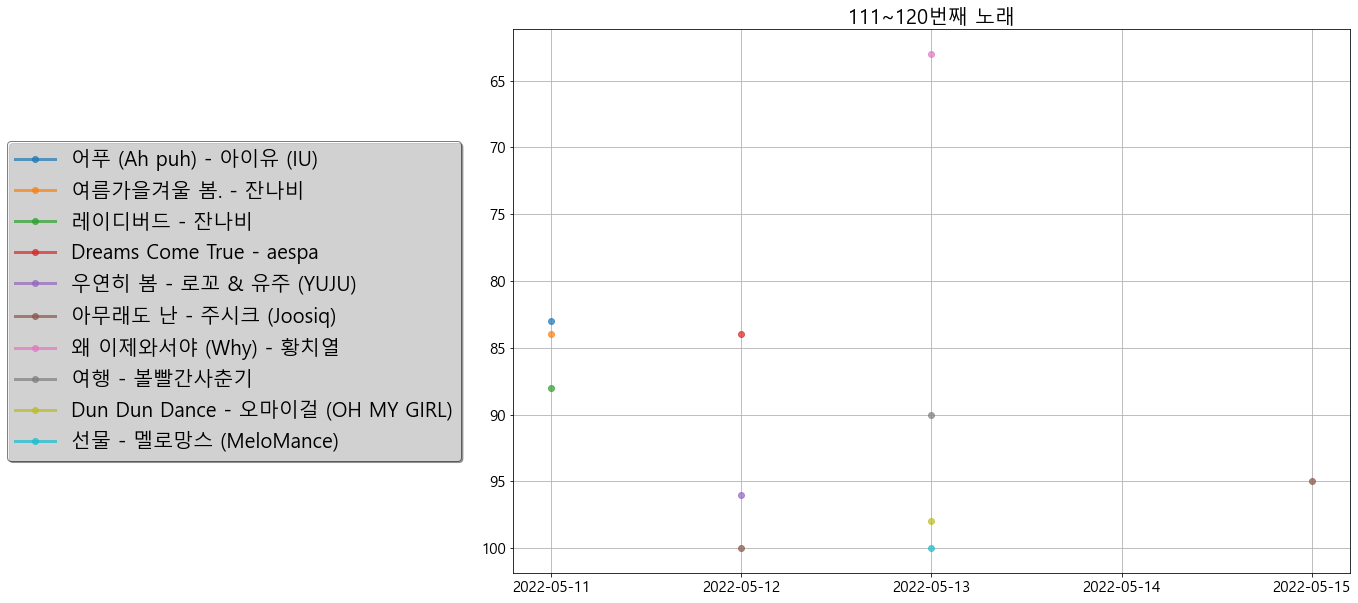 111~120번째 노래
어푸 (Ah puh) - 아이유 (IU)
여름가을겨울 봄. - 잔나비
레이디버드 - 잔나비
Dreams Come True - aespa
우연히 봄 - 로꼬 & 유주 (YUJU)
아무래도 난 - 주시크 (Joosiq)
왜 이제와서야 (Why) - 황치열
여행 - 볼빨간사춘기
Dun Dun Dance - 오마이걸 (OH MY GIRL)
선물 - 멜로망스 (MeloMance)
65
70
75
80
85
90
95
100
2022-05-11 2022-05-12 2022-05-13 2022-05-14 2022-05-15